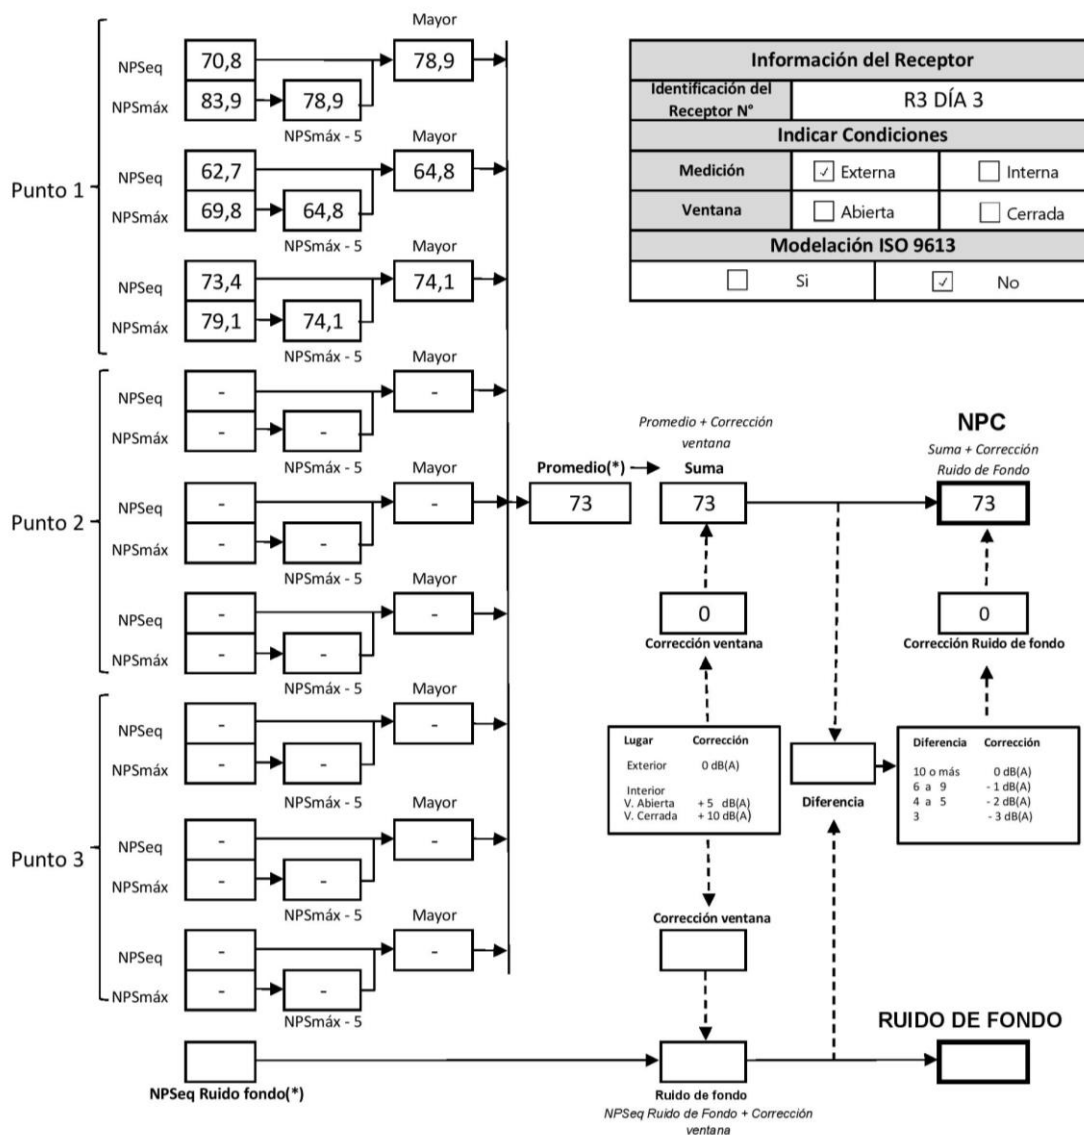 Mayor
NPSeq 70,8 78,9
NPSmáx 83,9 78,9
NPSmáx - 5
Mayor
Punto 1
NPSeq 62,7 64,8
NPSmáx 69,8 64,8
NPSmáx - 5
Mayor
NPSeq 73,4 74,1
NPSmáx 79,1 74,1
NPSmáx - 5
Información del Receptor
Identificación del
Receptor N°
R3 DÍA 3
Indicar Condiciones
Medición ✓ Externa Interna
Ventana Abierta Cerrada
Modelación ISO 9613
Si ✓ No
Mayor
NPSeq - -
NPSmáx - -
NPSmáx - 5
Mayor
Punto 2
NPSeq - -
NPSmáx - -
NPSmáx - 5
Mayor
NPSeq - -
NPSmáx - -
NPSmáx - 5
Promedio(*)
73
Promedio + Corrección
ventana
Suma
73
NPC
Suma + Corrección
Ruido de Fondo
73
0
Corrección ventana
0
Corrección Ruido de fondo
Mayor
NPSeq - -
NPSmáx - -
NPSmáx - 5
Mayor
Punto 3
NPSeq - -
NPSmáx - -
NPSmáx - 5
Mayor
NPSeq - -
NPSmáx - -
NPSmáx - 5
Lugar Corrección
Exterior 0 dB(A)
Interior
V. Abierta + 5 dB(A)
V. Cerrada + 10 dB(A)
Diferencia
Diferencia Corrección
10 o más 0 dB(A)
6 a 9 - 1 dB(A)
4 a 5 - 2 dB(A)
3 - 3 dB(A)
Corrección ventana
RUIDO DE FONDO
NPSeq Ruido fondo(*)
Ruido de fondo
NPSeq Ruido de Fondo + Corrección
ventana